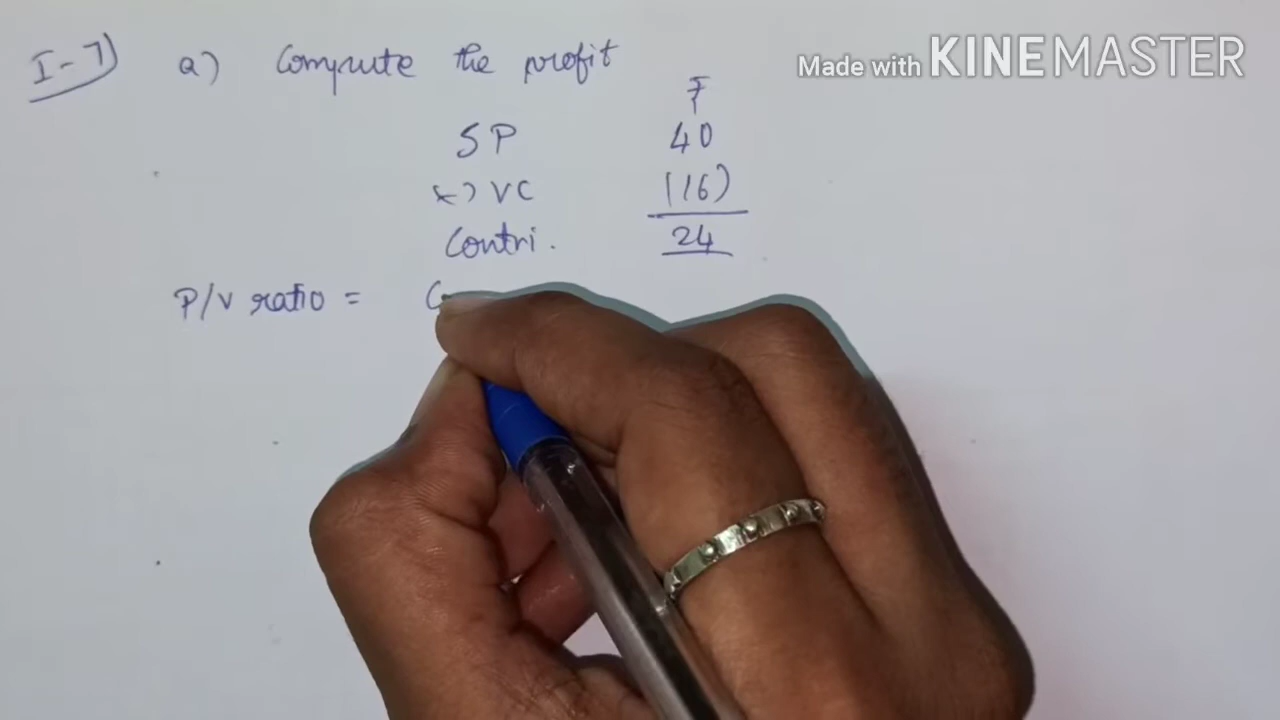 I-7) a) Compute the profit
Made with KINEMASTER
₹
SP 40
(-) VC (16)
Contri. 24
P/V ratio = C